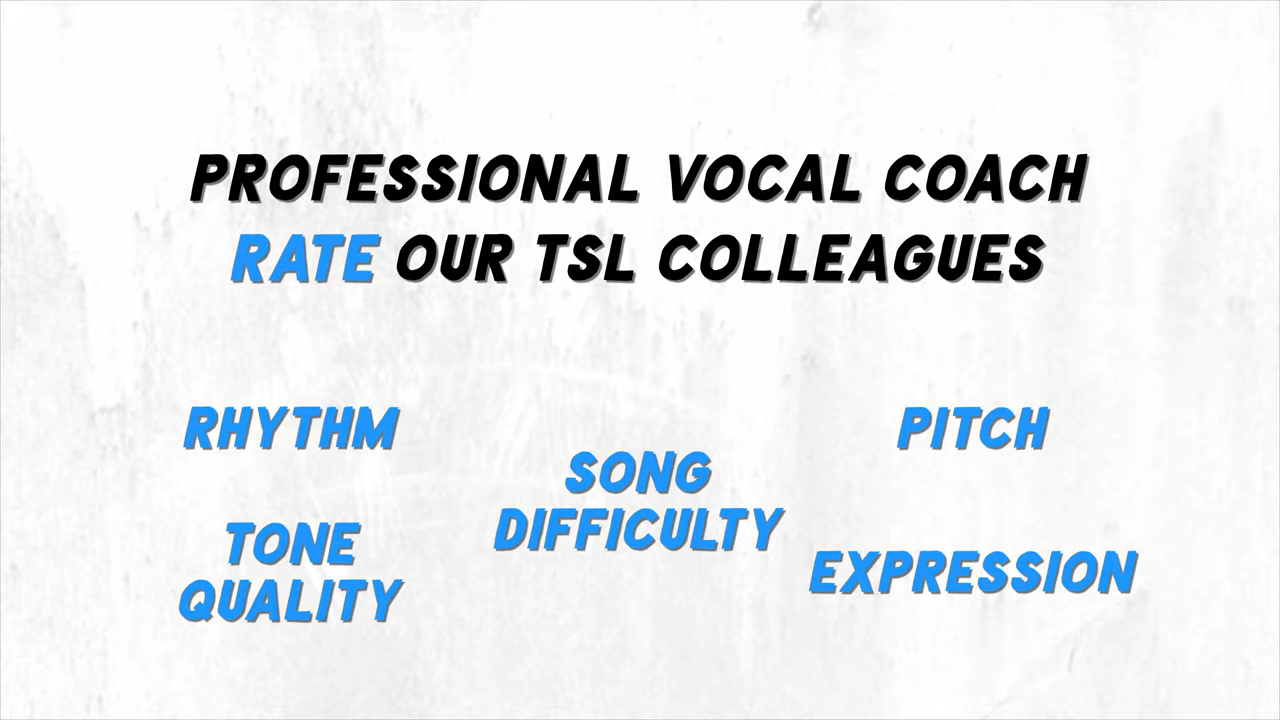 PROFESSIONAL VOCAL COACH
RATE OUR TSL COLLEAGUES
RHYTHM
TONE
QUALITY
SONG
DIFFICULTY
PITCH
EXPRESSION